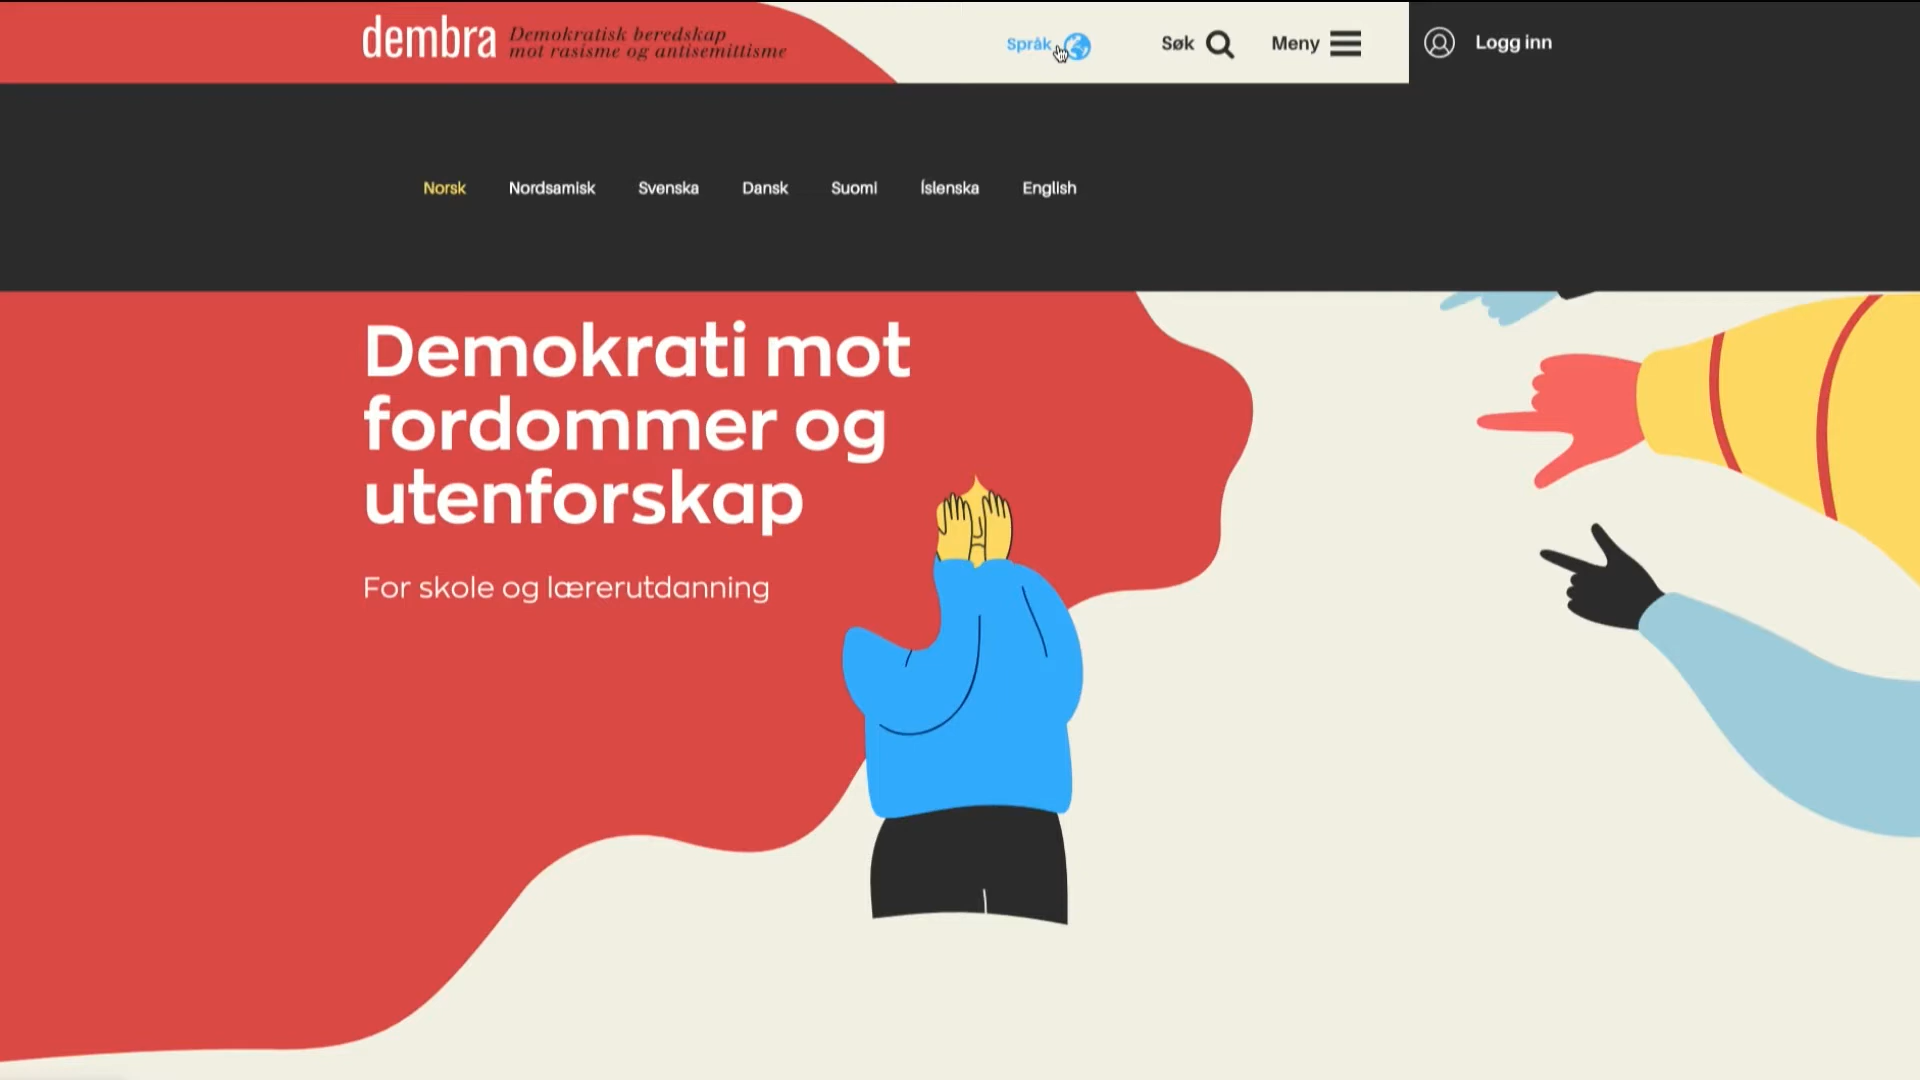 dembra
Demokratisk beredskap
mot rasisme og antisemittisme
Språk
Søk
Meny
Logg inn
Norsk
Nordsamisk
Svenska
Dansk
Suomi
Íslenska
English
Demokrati mot
fordommer og
utenforskap
For skole og lærerutdanning